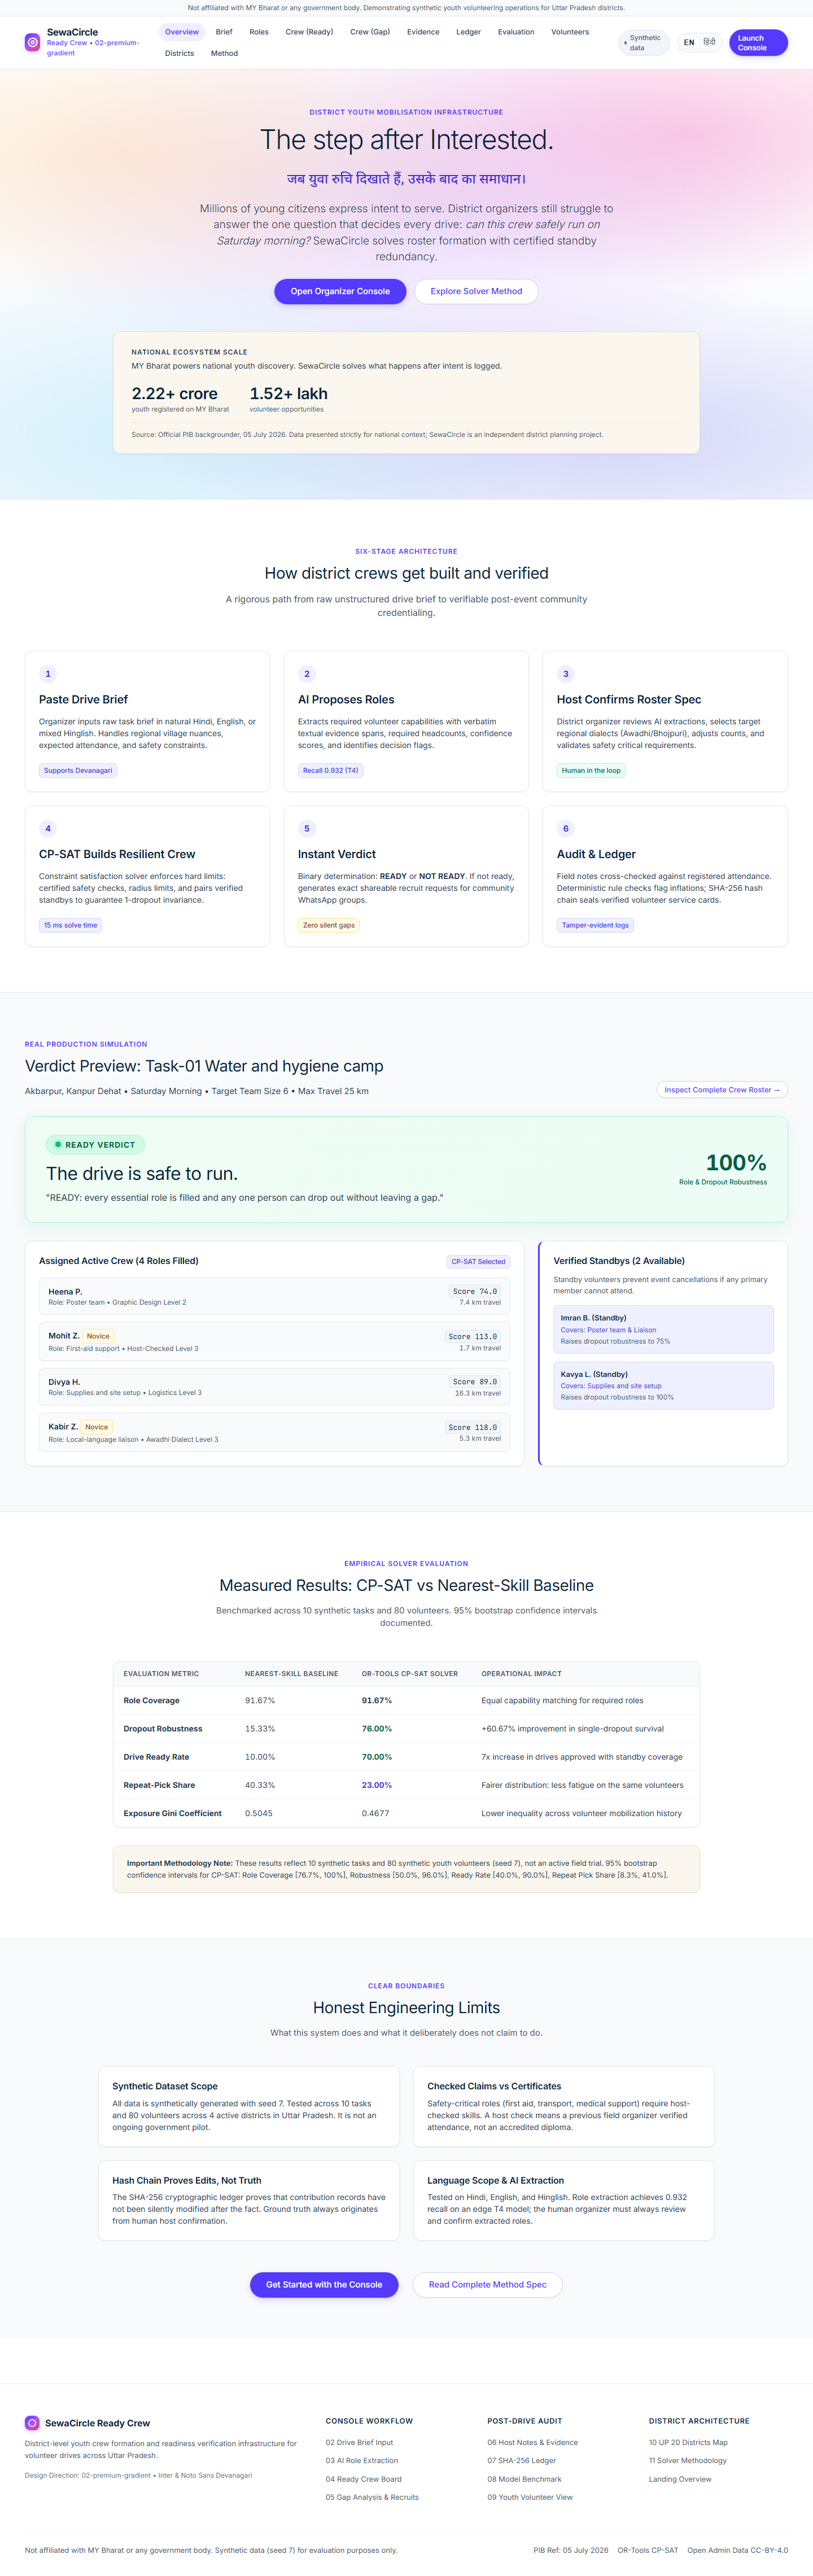 Not affiliated with MY Bharat or any government body. Demonstrating synthetic youth volunteering operations for Uttar Pradesh districts.
SewaCircle
Ready Crew • 02-premium-
gradient
Overview
Brief
Roles
Crew (Ready)
Crew (Gap)
Evidence
Ledger
Evaluation
Volunteers
Districts
Method
Synthetic
data
EN
हिंदी
Launch
Console
DISTRICT YOUTH MOBILISATION INFRASTRUCTURE
The step after Interested.
जब युवा रुचि दिखाते हैं, उसके बाद का समाधान।
Millions of young citizens express intent to serve. District organizers still struggle to
answer the one question that decides every drive: can this crew safely run on
Saturday morning? SewaCircle solves roster formation with certified standby
redundancy.
Open Organizer Console
Explore Solver Method
NATIONAL ECOSYSTEM SCALE
MY Bharat powers national youth discovery. SewaCircle solves what happens after intent is logged.
2.22+ crore
youth registered on MY Bharat
1.52+ lakh
volunteer opportunities
Source: Official PIB backgrounder, 05 July 2026. Data presented strictly for national context; SewaCircle is an independent district planning project.
SIX-STAGE ARCHITECTURE
How district crews get built and verified
A rigorous path from raw unstructured drive brief to verifiable post-event community
credentialing.
1
Paste Drive Brief
Organizer inputs raw task brief in natural Hindi, English, or
mixed Hinglish. Handles regional village nuances,
expected attendance, and safety constraints.
Supports Devanagari
2
AI Proposes Roles
Extracts required volunteer capabilities with verbatim
textual evidence spans, required headcounts, confidence
scores, and identifies decision flags.
Recall 0.932 (T4)
3
Host Confirms Roster Spec
District organizer reviews AI extractions, selects target
regional dialects (Awadhi/Bhojpuri), adjusts counts, and
validates safety critical requirements.
Human in the loop
4
CP-SAT Builds Resilient Crew
Constraint satisfaction solver enforces hard limits:
certified safety checks, radius limits, and pairs verified
standbys to guarantee 1-dropout invariance.
15 ms solve time
5
Instant Verdict
Binary determination: READY or NOT READY. If not ready,
generates exact shareable recruit requests for community
WhatsApp groups.
Zero silent gaps
6
Audit & Ledger
Field notes cross-checked against registered attendance.
Deterministic rule checks flag inflations; SHA-256 hash
chain seals verified volunteer service cards.
Tamper-evident logs
REAL PRODUCTION SIMULATION
Verdict Preview: Task-01 Water and hygiene camp
Akbarpur, Kanpur Dehat • Saturday Morning • Target Team Size 6 • Max Travel 25 km
Inspect Complete Crew Roster →
READY VERDICT
The drive is safe to run.
"READY: every essential role is filled and any one person can drop out without leaving a gap."
100%
Role & Dropout Robustness
Assigned Active Crew (4 Roles Filled)
CP-SAT Selected
Heena P.
Role: Poster team • Graphic Design Level 2
Score 74.0
7.4 km travel
Mohit Z. Novice
Role: First-aid support • Host-Checked Level 3
Score 113.0
1.7 km travel
Divya H.
Role: Supplies and site setup • Logistics Level 3
Score 89.0
16.3 km travel
Kabir Z. Novice
Role: Local-language liaison • Awadhi Dialect Level 3
Score 118.0
5.3 km travel
Verified Standbys (2 Available)
Standby volunteers prevent event cancellations if any primary
member cannot attend.
Imran B. (Standby)
Covers: Poster team & Liaison
Raises dropout robustness to 75%
Kavya L. (Standby)
Covers: Supplies and site setup
Raises dropout robustness to 100%
EMPIRICAL SOLVER EVALUATION
Measured Results: CP-SAT vs Nearest-Skill Baseline
Benchmarked across 10 synthetic tasks and 80 volunteers. 95% bootstrap confidence intervals
documented.
EVALUATION METRIC NEAREST-SKILL BASELINE OR-TOOLS CP-SAT SOLVER OPERATIONAL IMPACT
Role Coverage 91.67% 91.67% Equal capability matching for required roles
Dropout Robustness 15.33% 76.00% +60.67% improvement in single-dropout survival
Drive Ready Rate 10.00% 70.00% 7x increase in drives approved with standby coverage
Repeat-Pick Share 40.33% 23.00% Fairer distribution: less fatigue on the same volunteers
Exposure Gini Coefficient 0.5045 0.4677 Lower inequality across volunteer mobilization history
Important Methodology Note: These results reflect 10 synthetic tasks and 80 synthetic youth volunteers (seed 7), not an active field trial. 95% bootstrap
confidence intervals for CP-SAT: Role Coverage [76.7%, 100%], Robustness [50.0%, 96.0%], Ready Rate [40.0%, 90.0%], Repeat Pick Share [8.3%, 41.0%].
CLEAR BOUNDARIES
Honest Engineering Limits
What this system does and what it deliberately does not claim to do.
Synthetic Dataset Scope
All data is synthetically generated with seed 7. Tested across 10 tasks
and 80 volunteers across 4 active districts in Uttar Pradesh. It is not an
ongoing government pilot.
Checked Claims vs Certificates
Safety-critical roles (first aid, transport, medical support) require host-
checked skills. A host check means a previous field organizer verified
attendance, not an accredited diploma.
Hash Chain Proves Edits, Not Truth
The SHA-256 cryptographic ledger proves that contribution records have
not been silently modified after the fact. Ground truth always originates
from human host confirmation.
Language Scope & AI Extraction
Tested on Hindi, English, and Hinglish. Role extraction achieves 0.932
recall on an edge T4 model; the human organizer must always review
and confirm extracted roles.
Get Started with the Console
Read Complete Method Spec
SewaCircle Ready Crew
District-level youth crew formation and readiness verification infrastructure for
volunteer drives across Uttar Pradesh.
Design Direction: 02-premium-gradient • Inter & Noto Sans Devanagari
CONSOLE WORKFLOW
02 Drive Brief Input
03 AI Role Extraction
04 Ready Crew Board
05 Gap Analysis & Recruits
POST-DRIVE AUDIT
06 Host Notes & Evidence
07 SHA-256 Ledger
08 Model Benchmark
09 Youth Volunteer View
DISTRICT ARCHITECTURE
10 UP 20 Districts Map
11 Solver Methodology
Landing Overview
Not affiliated with MY Bharat or any government body. Synthetic data (seed 7) for evaluation purposes only.
PIB Ref: 05 July 2026
OR-Tools CP-SAT
Open Admin Data CC-BY-4.0